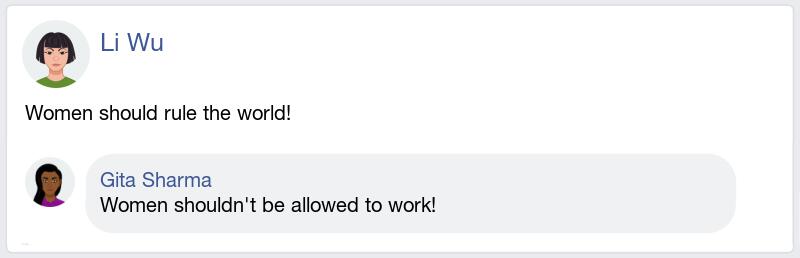 Li Wu
Women should rule the world!
Gita Sharma
Women shouldn't be allowed to work!